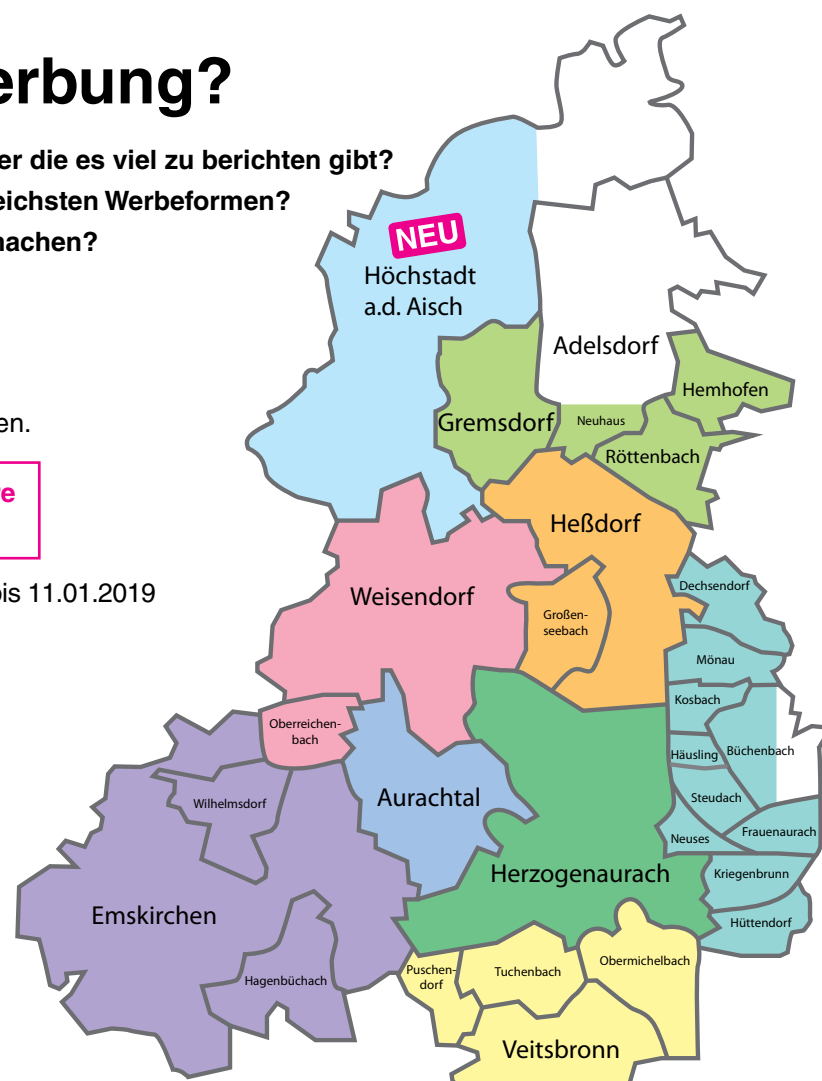 erbung?
er die es viel zu berichten gibt?
eichsten Werbeformen?
machen?
NEU
Höchstadt
a.d. Aisch
Adelsdorf
Hemhofen
en.
Gremsdorf
Neuhaus
Röttenbach
e
Heßdorf
bis 11.01.2019
Weisendorf
Großen-
seebach
Dechsendorf
Mönau
Kosbach
Oberreichen-
bach
Häusling
Büchenbach
Aurachtal
Wilhelmsdorf
Steudach
Neuses
Frauenaurach
Herzogenaurach
Kriegenbrunn
Emskirchen
Hüttendorf
Hagenbüchach
Puschen-
dorf
Tuchenbach
Obermichelbach
Veitsbronn